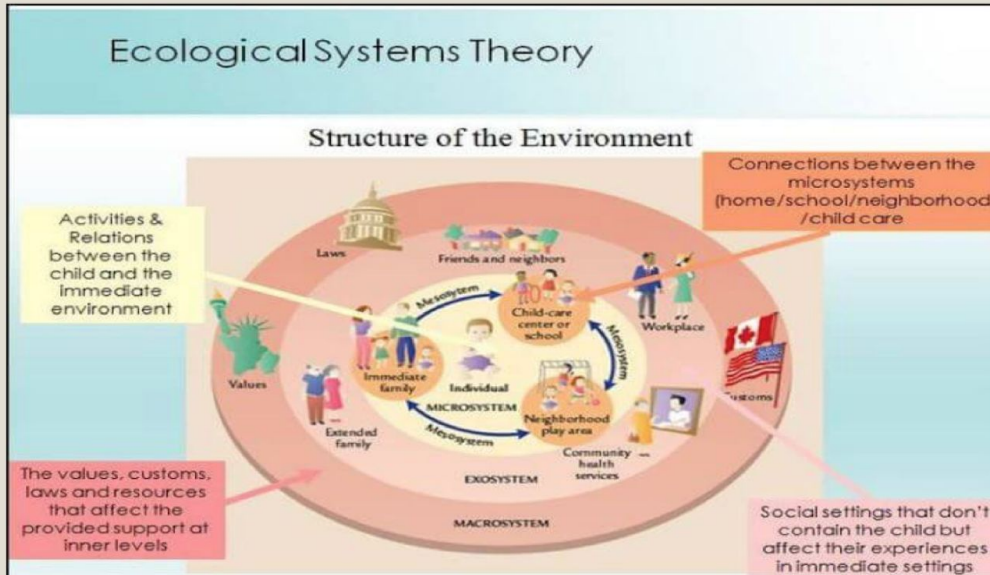 Ecological Systems Theory
Structure of the Environment
Connections between the
microsystems
(home/school/neighborhood
/child care
Activities &
Relations
between the
child and the
immediate
environment
Laws
Friends and neighbors
Mesosytem
Child-care
center or
school
Workplace
Mesosystem
Values
Immediate
family
Individual
Customs
MICROSYSTEM
Neighborhood
play area
Extended
family
Mesosystem
Community
health
services
EXOSYSTEM
MACROSYSTEM
The values, customs,
laws and resources
that affect the
provided support at
inner levels
Social settings that don't
contain the child but
affect their experiences
in immediate settings